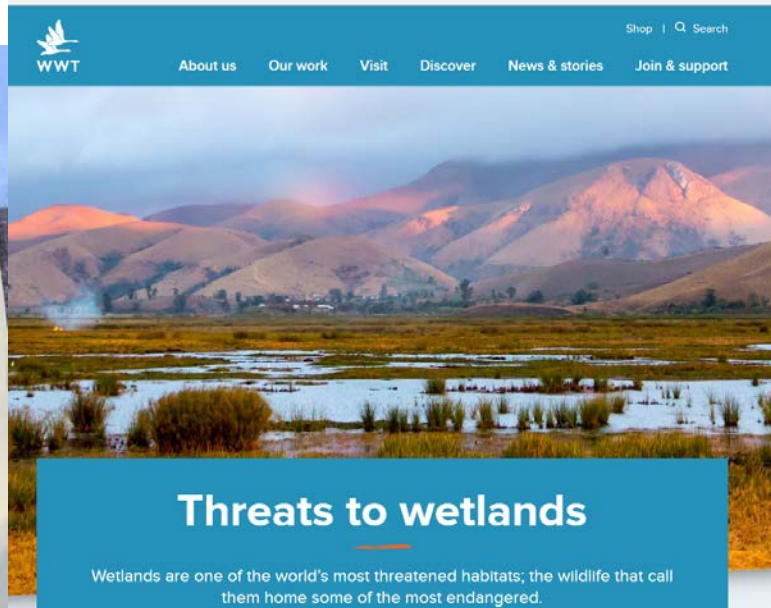 Shop | Search
WWT
About us Our work Visit Discover News & stories Join & support
Threats to wetlands
Wetlands are one of the world's most threatened habitats; the wildlife that call
them home some of the most endangered.